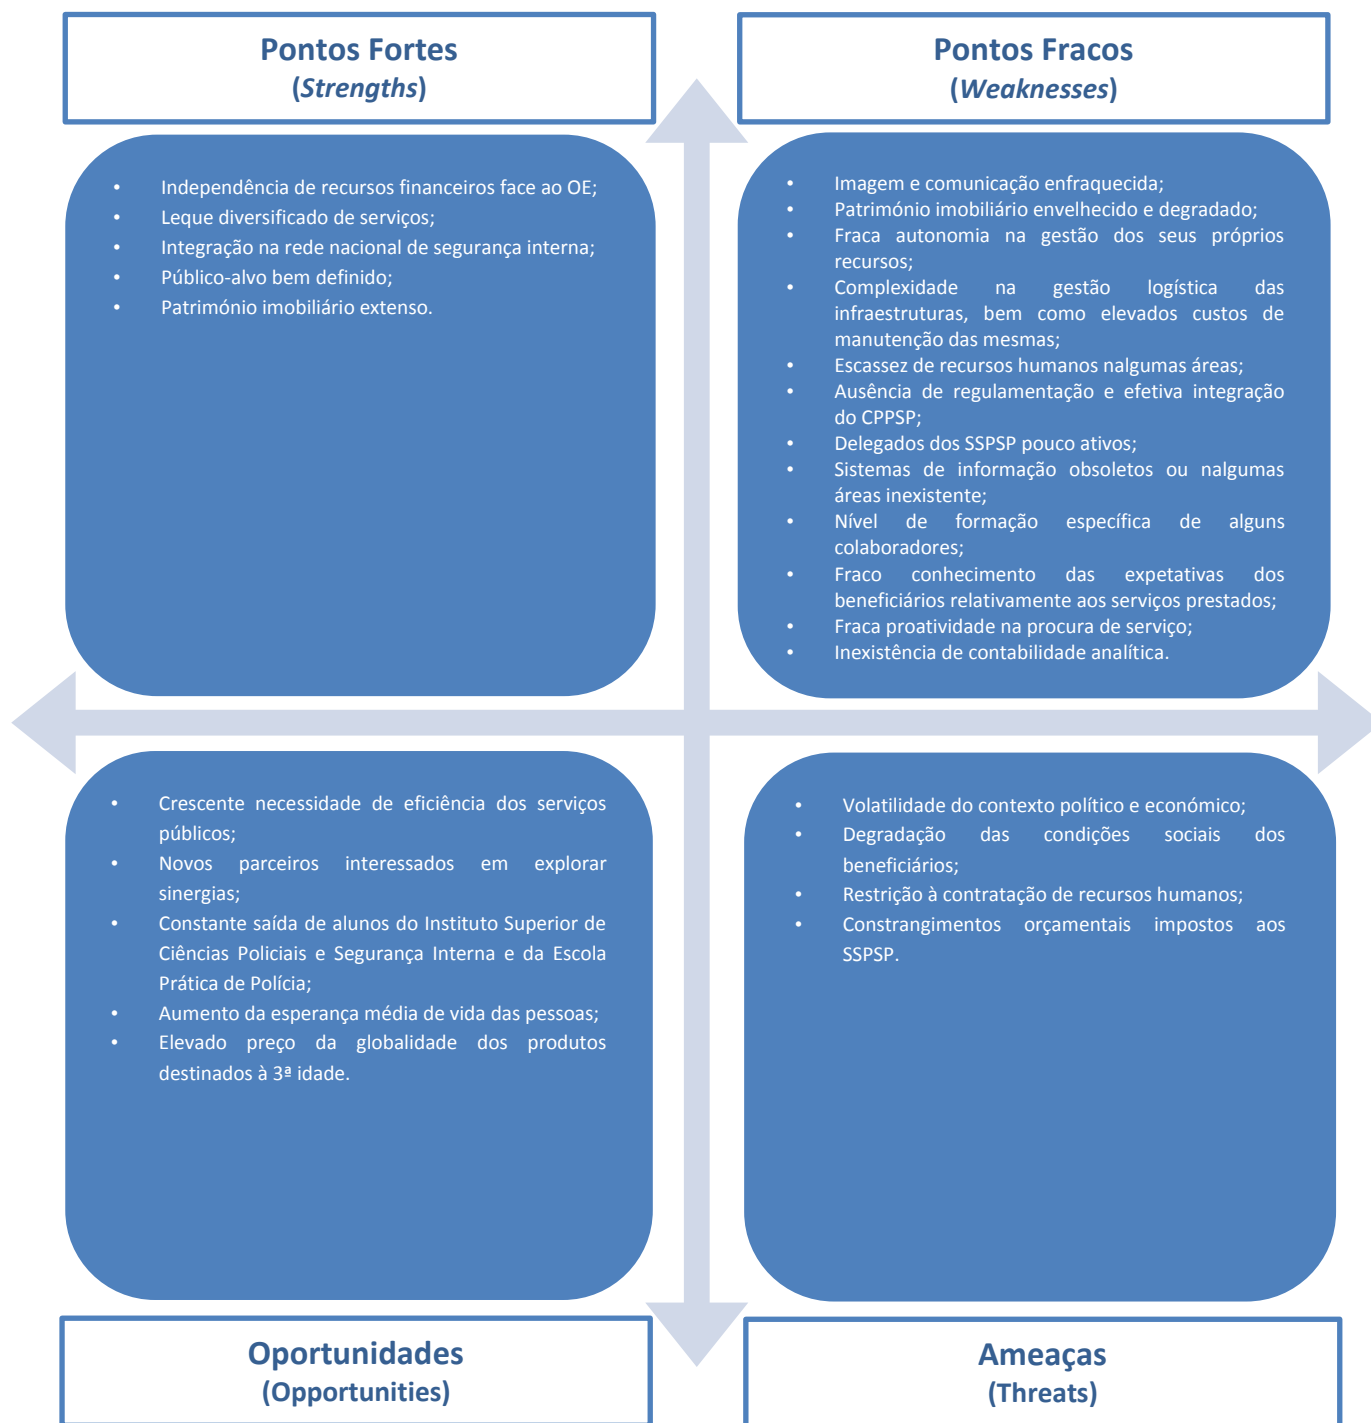 Pontos Fortes
(Strengths)
• Independência de recursos financeiros face ao OE;
• Leque diversificado de serviços;
• Integração na rede nacional de segurança interna;
• Público-alvo bem definido;
• Património imobiliário extenso.
Pontos Fracos
(Weaknesses)
• Imagem e comunicação enfraquecida;
• Património imobiliário envelhecido e degradado;
• Fraca autonomia na gestão dos seus próprios
recursos;
• Complexidade na gestão logística das
infraestruturas, bem como elevados custos de
manutenção das mesmas;
• Escassez de recursos humanos nalgumas áreas;
• Ausência de regulamentação e efetiva integração
do CPPSP;
• Delegados dos SSPSP pouco ativos;
• Sistemas de informação obsoletos ou nalgumas
áreas inexistente;
• Nível de formação específica de alguns
colaboradores;
• Fraco conhecimento das expetativas dos
beneficiários relativamente aos serviços prestados;
• Fraca proatividade na procura de serviço;
• Inexistência de contabilidade analítica.
• Crescente necessidade de eficiência dos serviços
públicos;
• Novos parceiros interessados em explorar
sinergias;
• Constante saída de alunos do Instituto Superior de
Ciências Policiais e Segurança Interna e da Escola
Prática de Polícia;
• Aumento da esperança média de vida das pessoas;
• Elevado preço da globalidade dos produtos
destinados à 3ª idade.
Oportunidades
(Opportunities)
• Volatilidade do contexto político e económico;
• Degradação das condições sociais dos
beneficiários;
• Restrição à contratação de recursos humanos;
• Constrangimentos orçamentais impostos aos
SSPSP.
Ameaças
(Threats)